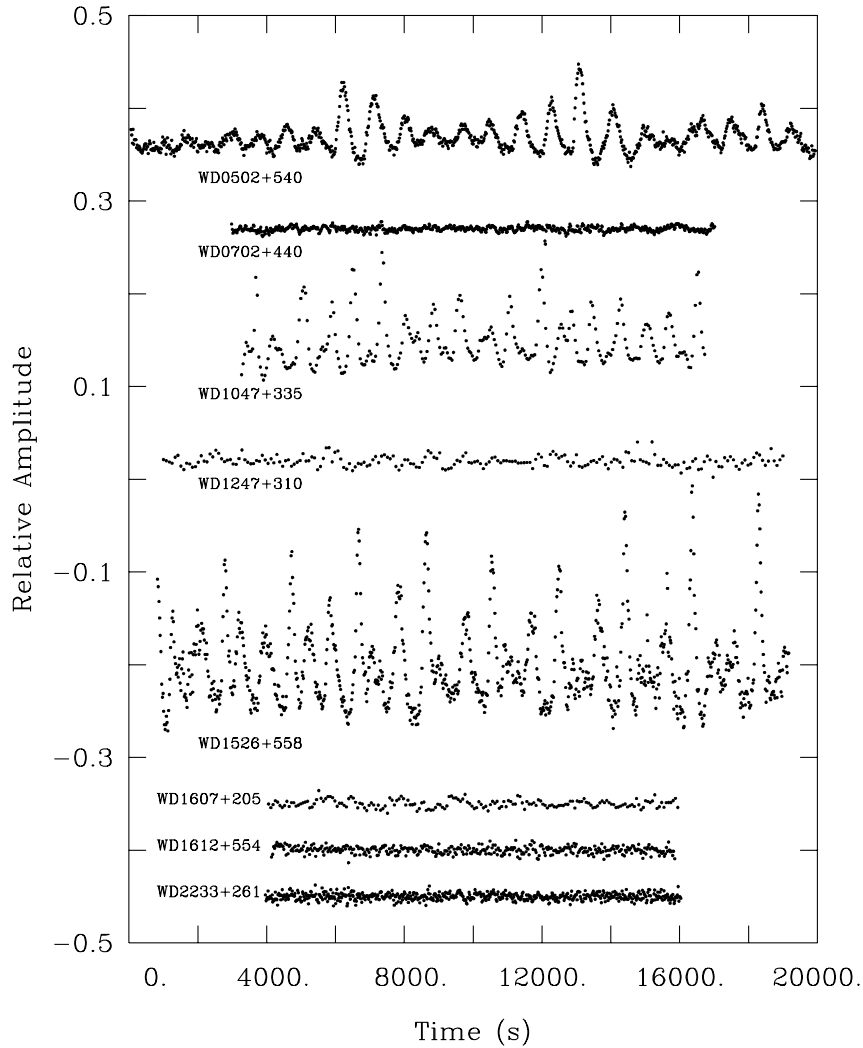 0.5
WD0502+540
0.3
WD0702+440
WD1047+335
0.1
WD1247+310
−0.1
WD1526+558
−0.3
WD1607+205
WD1612+554
WD2233+261
−0.5
0. 4000. 8000. 12000. 16000. 20000.
Time (s)
Relative Amplitude